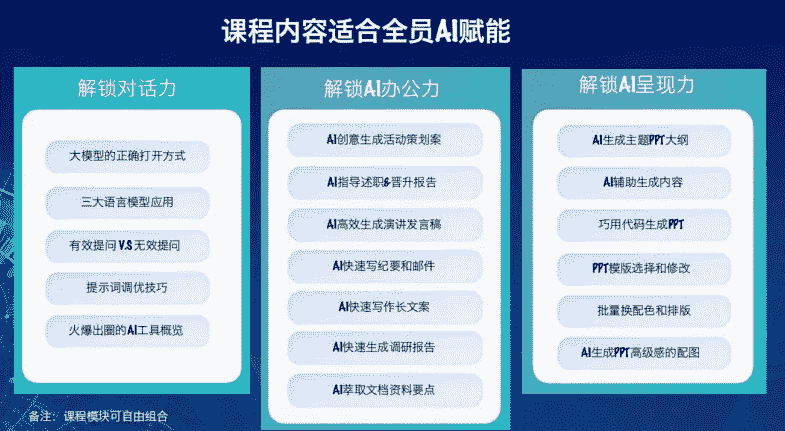 课程内容适合全员AI赋能
解锁对话力
大模型的正确打开方式
三大语言模型应用
有效提问 V.S 无效提问
提示词调优技巧
火爆出圈的AI工具概览
解锁AI办公力
AI创意生成活动策划案
AI指导述职&晋升报告
AI高效生成演讲发言稿
AI快速写纪要和邮件
AI快速写作长文案
AI快速生成调研报告
AI萃取文档资料要点
解锁AI呈现力
AI生成主题PPT大纲
AI辅助生成内容
巧用代码生成PPT
PPT模版选择和修改
批量换配色和排版
AI生成PPT高级感的配图
备注：课程模块可自由组合